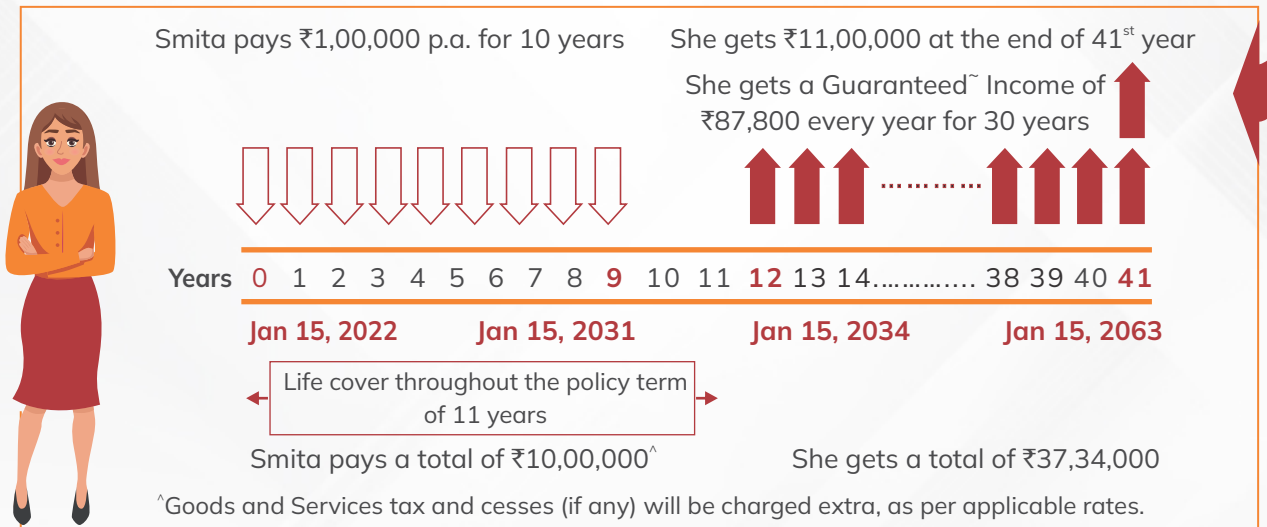 Smita pays ₹1,00,000 p.a. for 10 years
She gets ₹11,00,000 at the end of 41st year
She gets a Guaranteed~ Income of
₹87,800 every year for 30 years
…………
Years 0 1 2 3 4 5 6 7 8 9 10 11 12 13 14………... 38 39 40 41
Jan 15, 2022 Jan 15, 2031 Jan 15, 2034 Jan 15, 2063
Life cover throughout the policy term
of 11 years
Smita pays a total of ₹10,00,000^
She gets a total of ₹37,34,000
^Goods and Services tax and cesses (if any) will be charged extra, as per applicable rates.